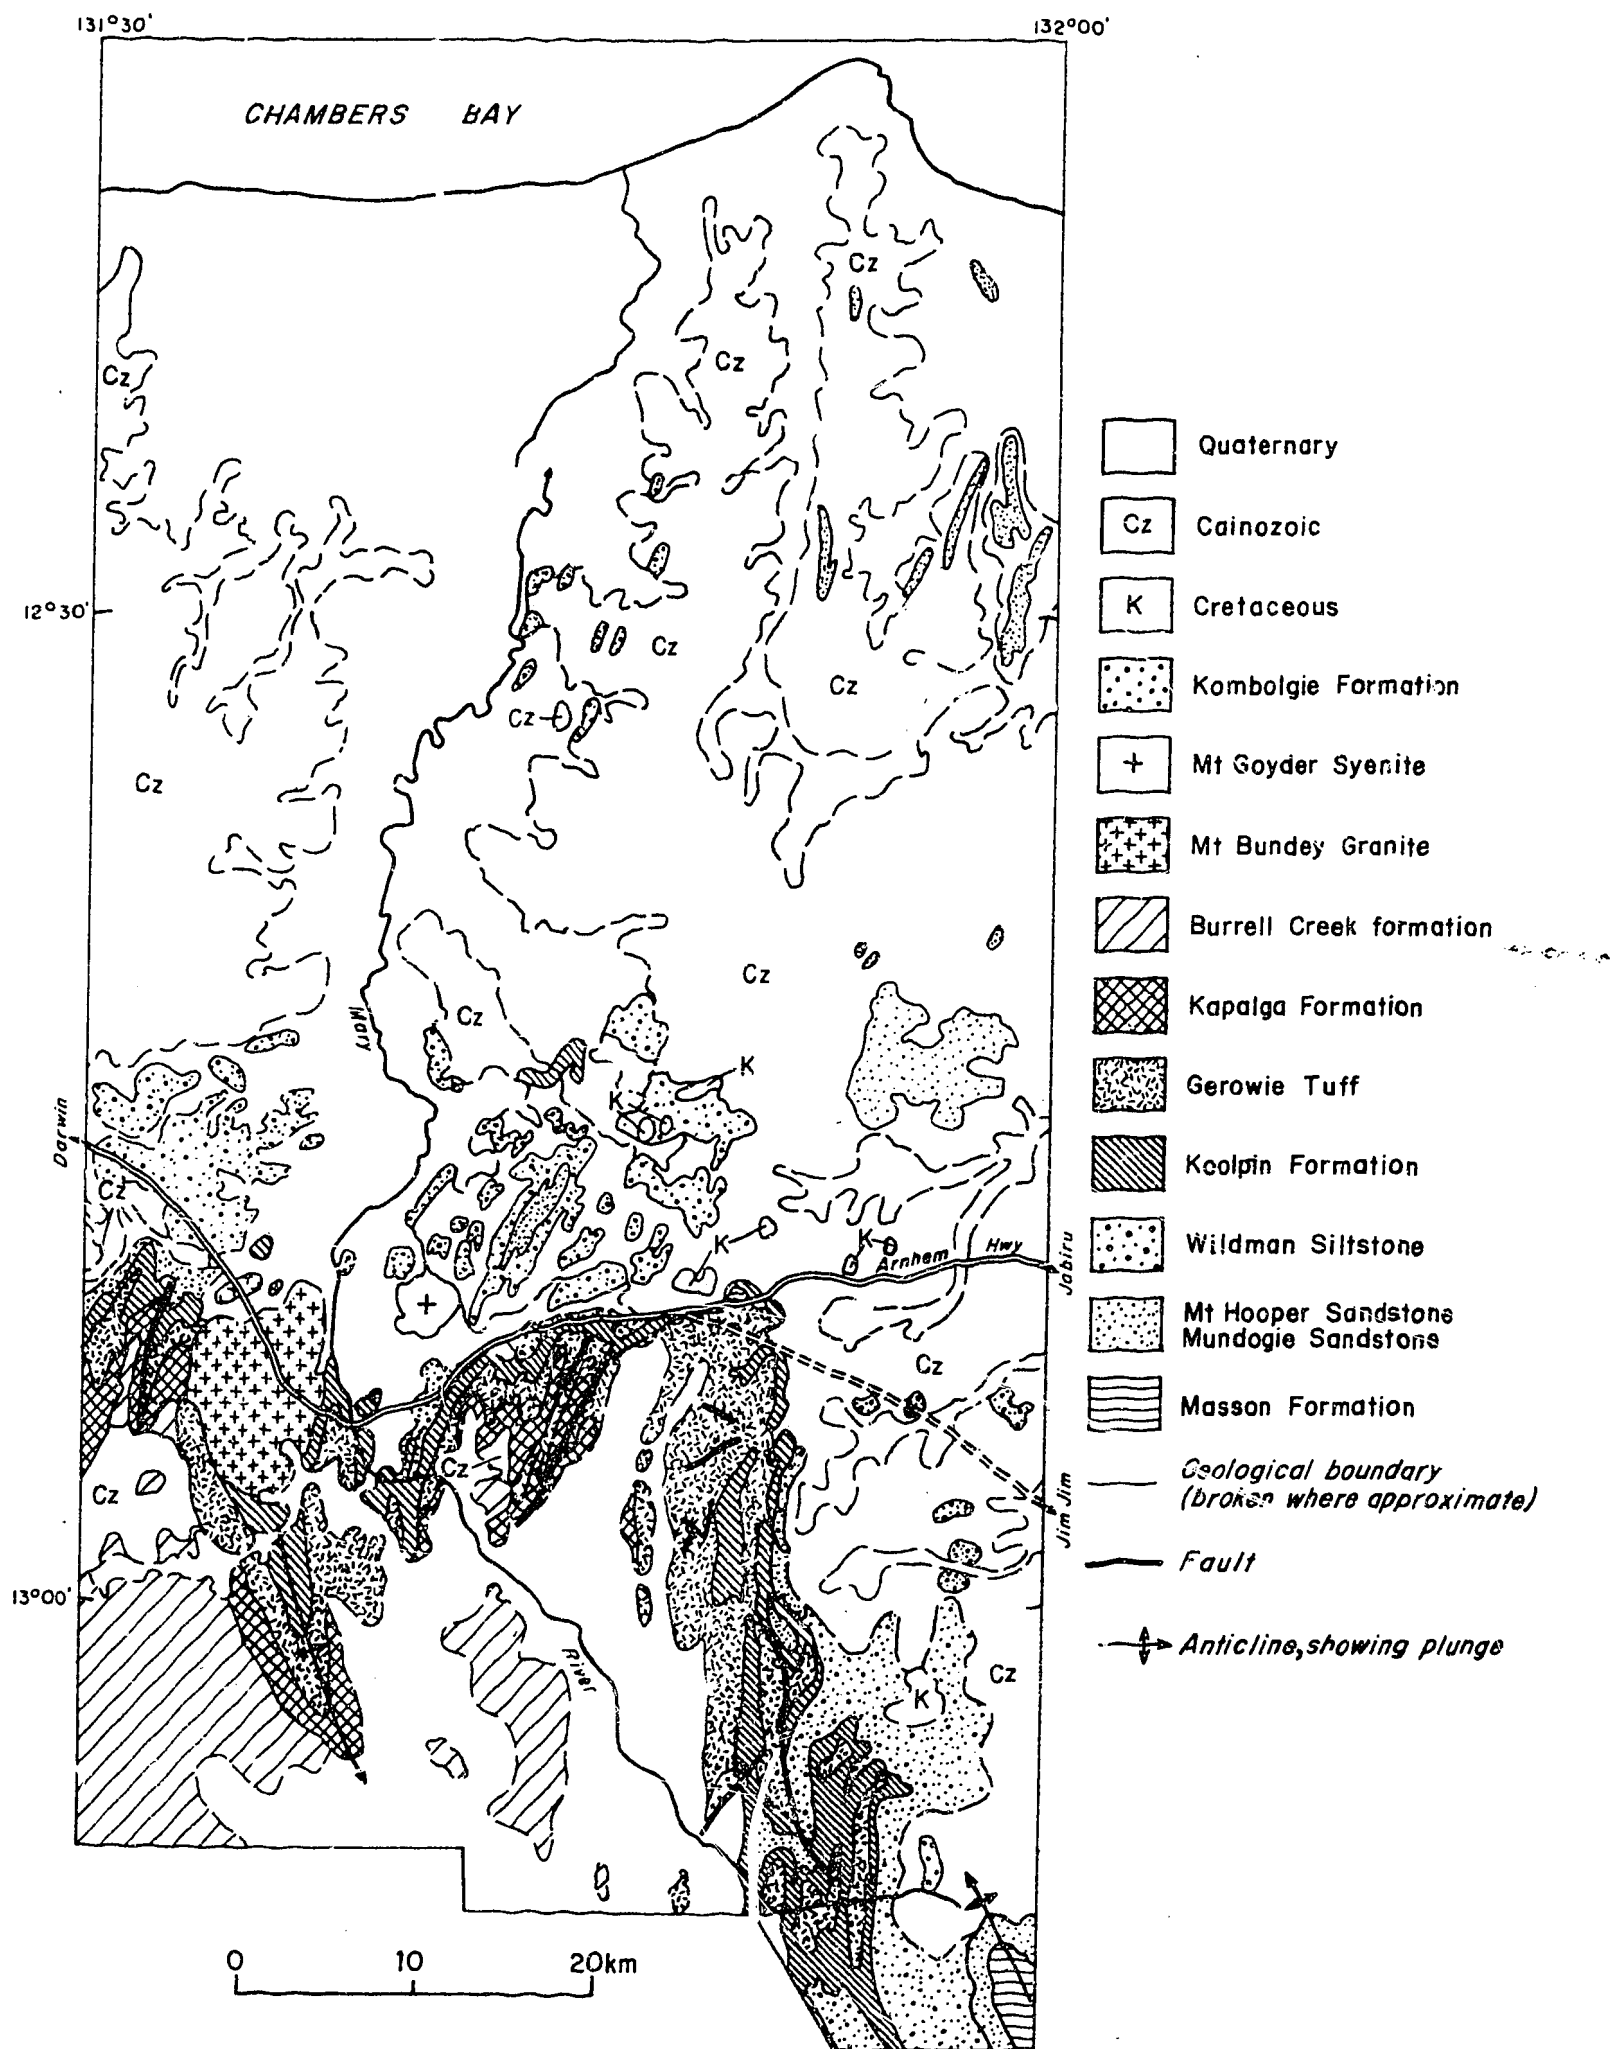 131°30'
132°00'
CHAMBERS BAY
Cz
Cz
Cz
12°30'
Cz
Cz
Cz
Cz
Cz
Cz
Mary
K
K
Darwin
Cz
K
K
Arnhem Hwy
Jabiru
+
Cz
Cz
Cz
Jim Jim
13°00'
River
Cz
K
0 10 20km
Quaternary
Cz Cainozoic
K Cretaceous
Kombolgie Formation
+ Mt Goyder Syenite
Mt Bundey Granite
Burrell Creek formation
Kapalga Formation
Gerowie Tuff
Koolpin Formation
Wildman Siltstone
Mt Hooper Sandstone
Mundogie Sandstone
Masson Formation
Geological boundary
(broken where approximate)
Fault
Anticline, showing plunge